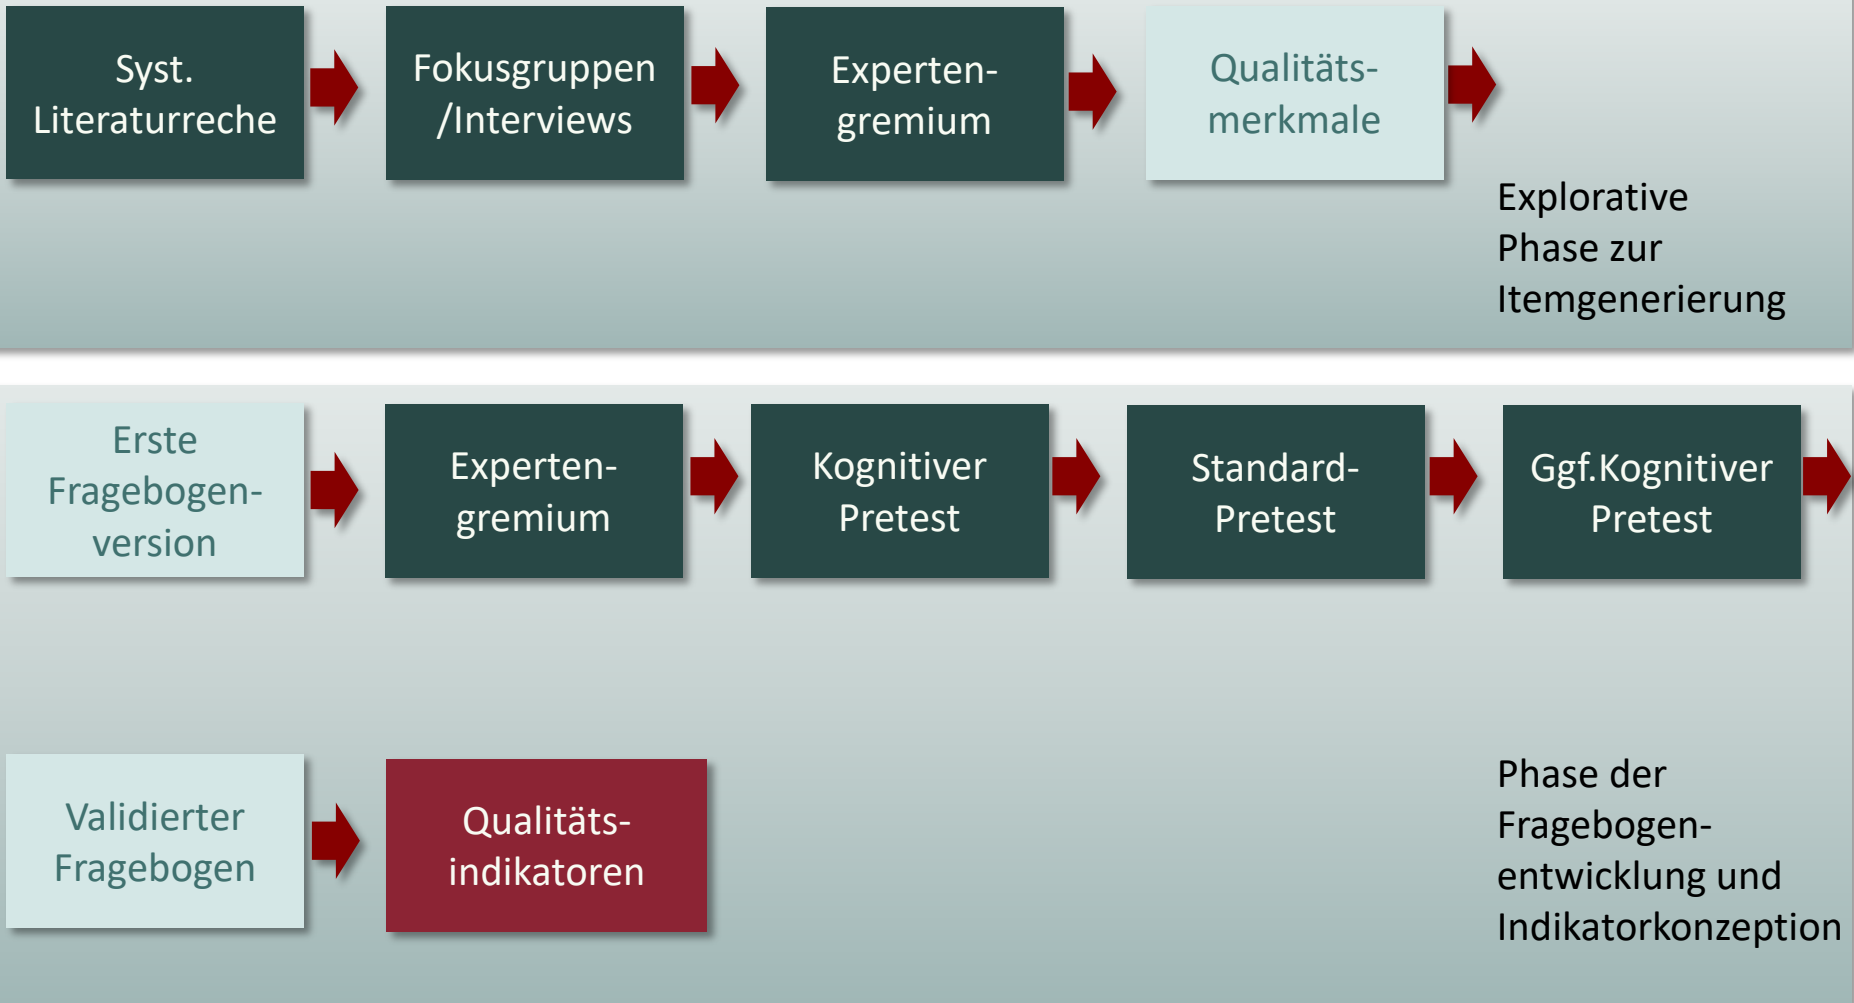 Syst.
Literaturreche
Fokusgruppen
/Interviews
Experten-
gremium
Qualitäts-
merkmale
Explorative
Phase zur
Itemgenerierung
Erste
Fragebogen-
version
Experten-
gremium
Kognitiver
Pretest
Standard-
Pretest
Ggf.Kognitiver
Pretest
Validierter
Fragebogen
Qualitäts-
indikatoren
Phase der
Fragebogen-
entwicklung und
Indikatorkonzeption